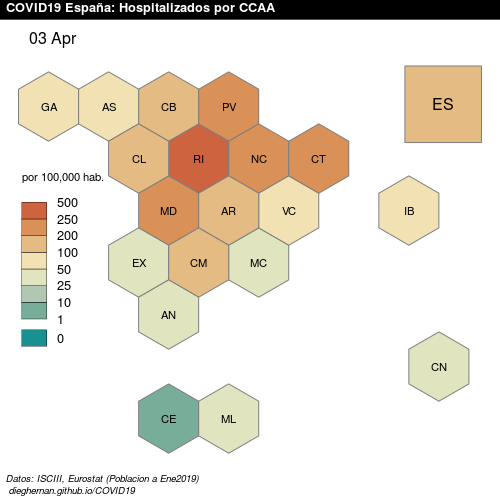 COVID19 España: Hospitalizados por CCAA
03 Apr
GA AS CB PV ES
CL RI NC CT
por 100,000 hab.
500
250
200
100
50
25
10
1
0
MD AR VC IB
EX CM MC
AN
CN
CE ML
Datos: ISCIII, Eurostat (Poblacion a Ene2019)
dieghernan.github.io/COVID19